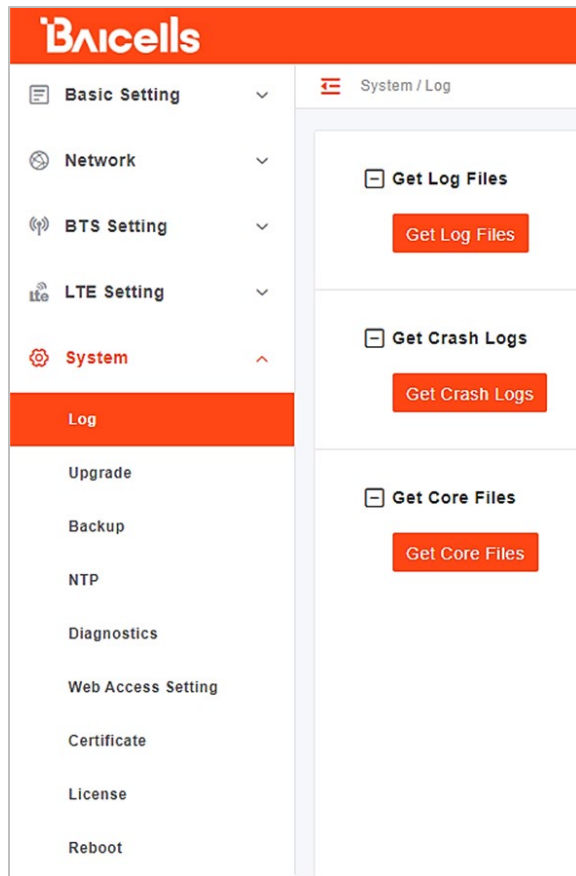 Baicells
Basic Setting
Network
BTS Setting
LTE Setting
System
Log
Upgrade
Backup
NTP
Diagnostics
Web Access Setting
Certificate
License
Reboot
System / Log
Get Log Files
Get Log Files
Get Crash Logs
Get Crash Logs
Get Core Files
Get Core Files